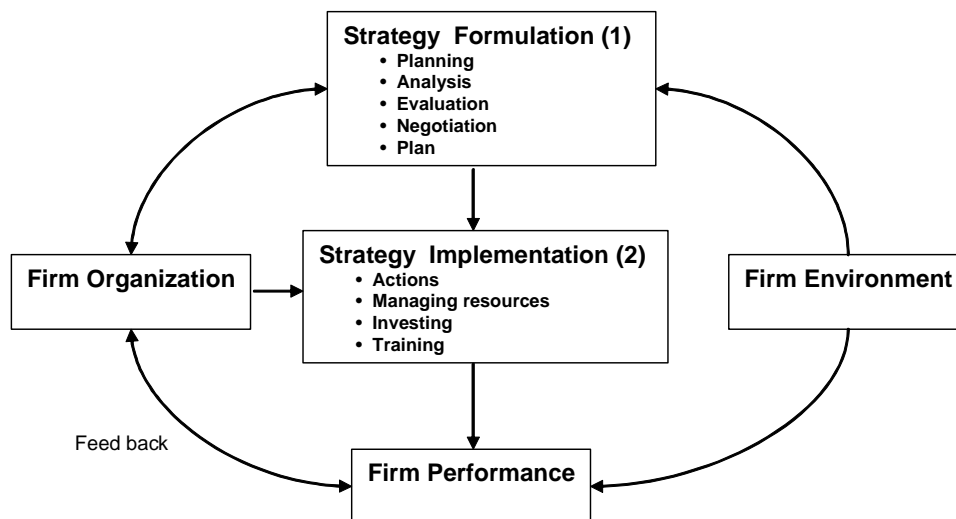 Strategy Formulation (1)
• Planning
• Analysis
• Evaluation
• Negotiation
• Plan
Firm Organization
Strategy Implementation (2)
• Actions
• Managing resources
• Investing
• Training
Firm Environment
Feed back
Firm Performance